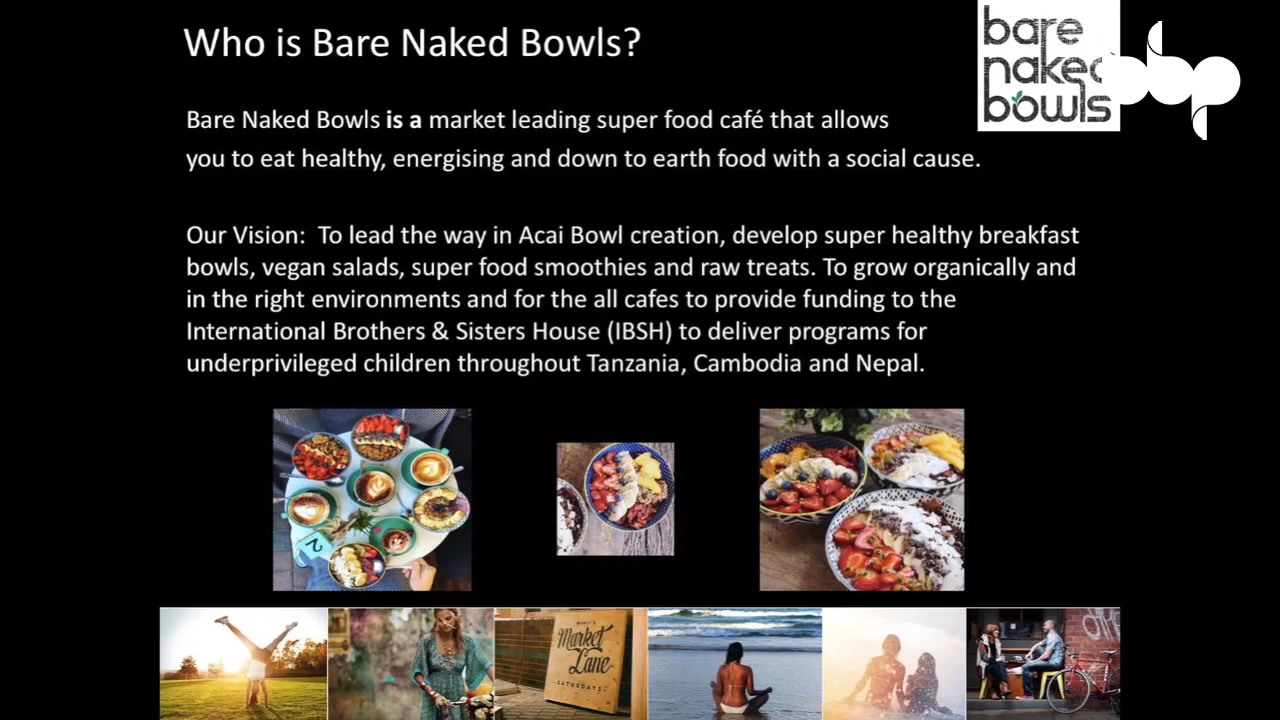 Who is Bare Naked Bowls?
bare
naked
bowls
bbp
Bare Naked Bowls is a market leading super food café that allows
you to eat healthy, energising and down to earth food with a social cause.
Our Vision:  To lead the way in Acai Bowl creation, develop super healthy breakfast
bowls, vegan salads, super food smoothies and raw treats. To grow organically and
in the right environments and for the all cafes to provide funding to the
International Brothers & Sisters House (IBSH) to deliver programs for
underprivileged children throughout Tanzania, Cambodia and Nepal.
2
Market
Lane
SATURDAYS